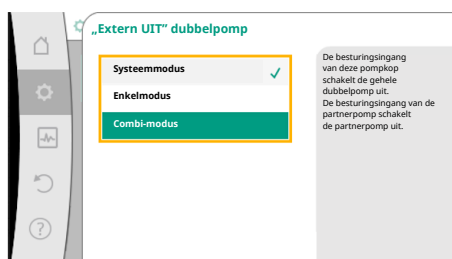 „Extern UIT” dubbelpomp
Systeemmodus
Enkelmodus
Combi-modus
De besturingsingang
van deze pompkop
schakelt de gehele
dubbelpomp uit.
De besturingsingang van de
partnerpomp schakelt
de partnerpomp uit.